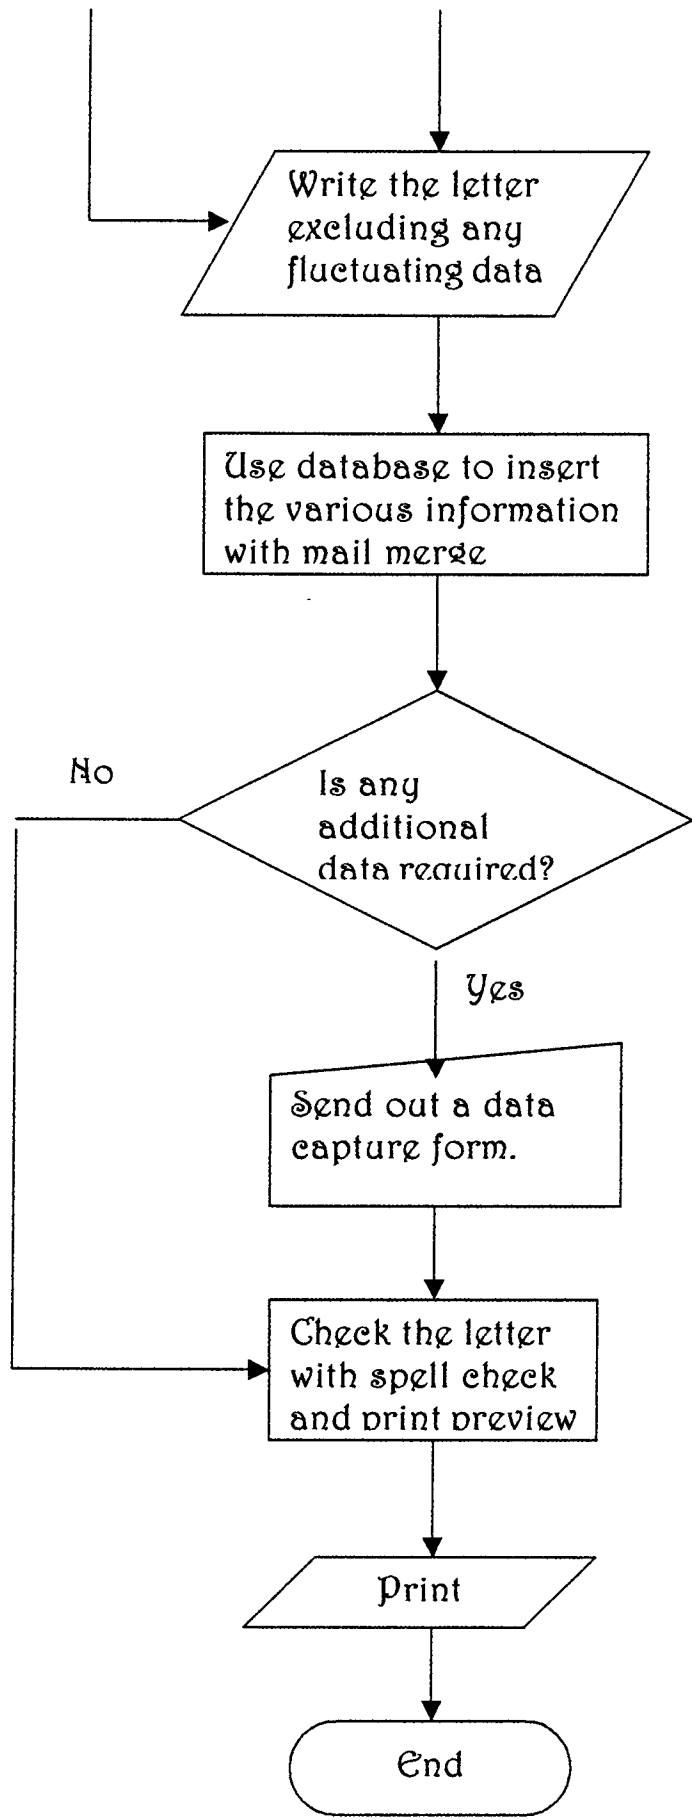 Write the letter
excluding any
fluctuating data
Use database to insert
the various information
with mail merge
No
Is any
additional
data required?
Yes
Send out a data
capture form.
Check the letter
with spell check
and print preview
Print
End